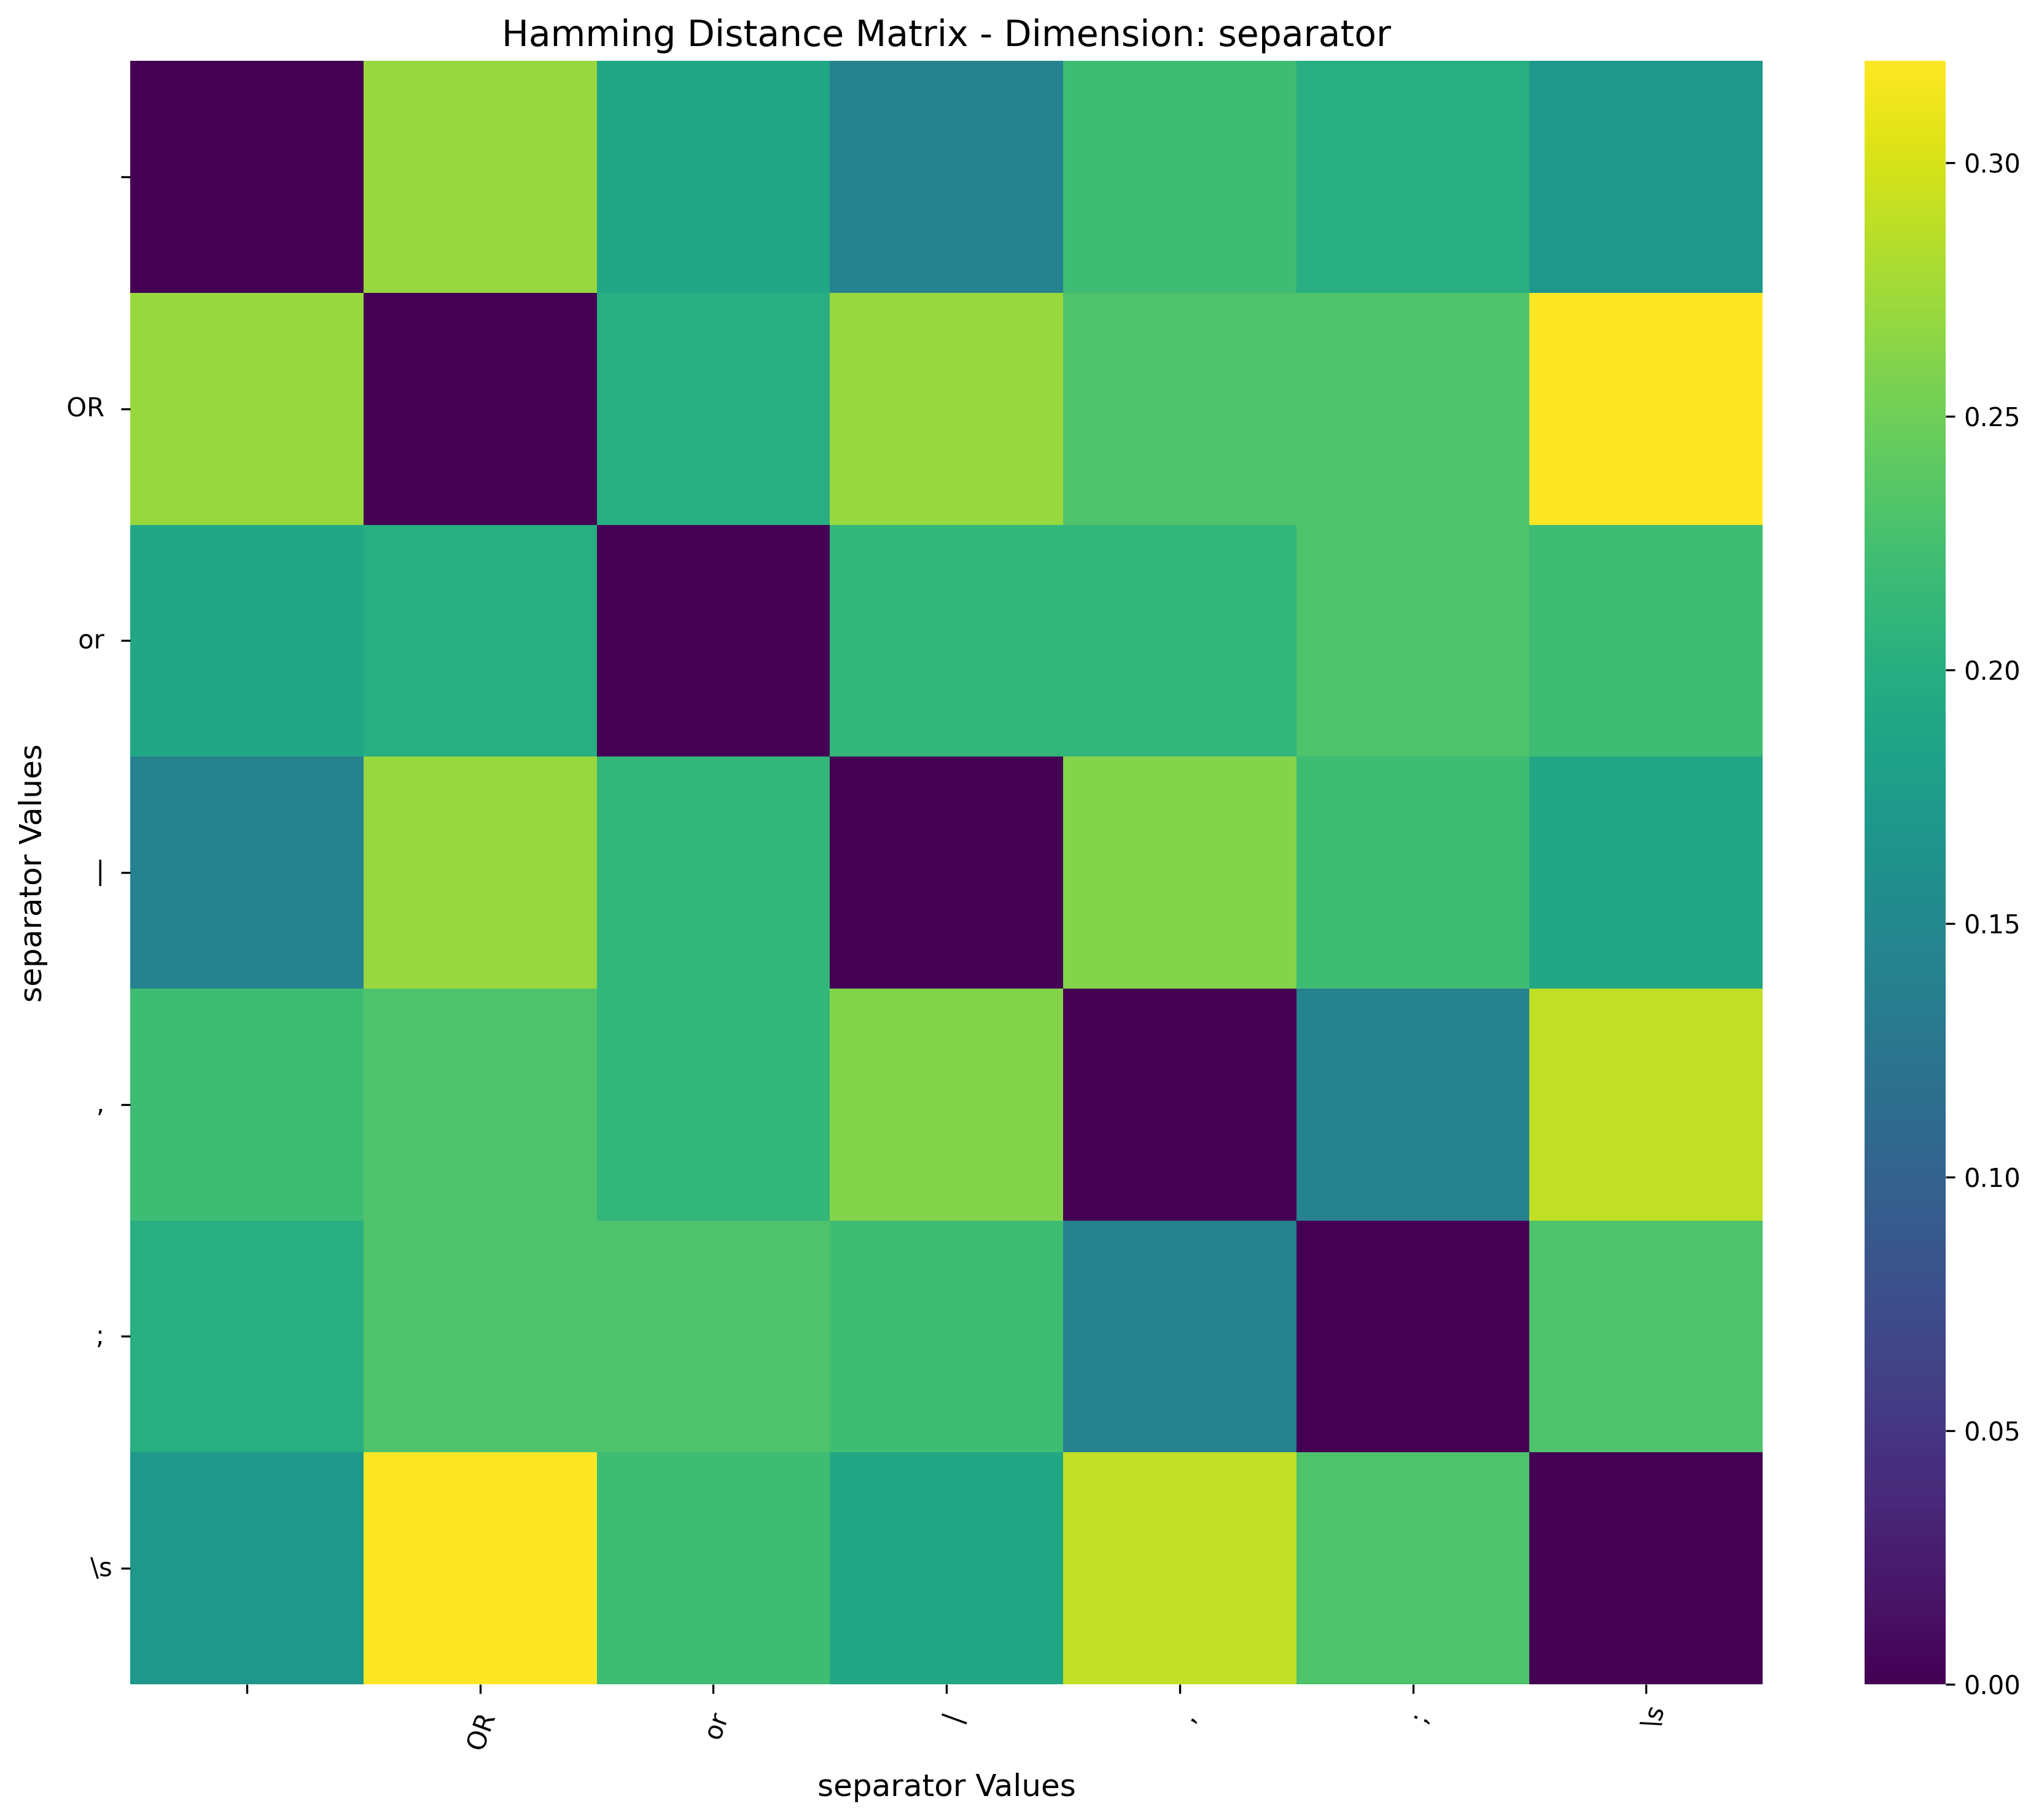 Hamming Distance Matrix - Dimension: separator
OR
or
|
,
;
\s
separator Values
OR
or
|
,
;
\s
separator Values
0.30
0.25
0.20
0.15
0.10
0.05
0.00